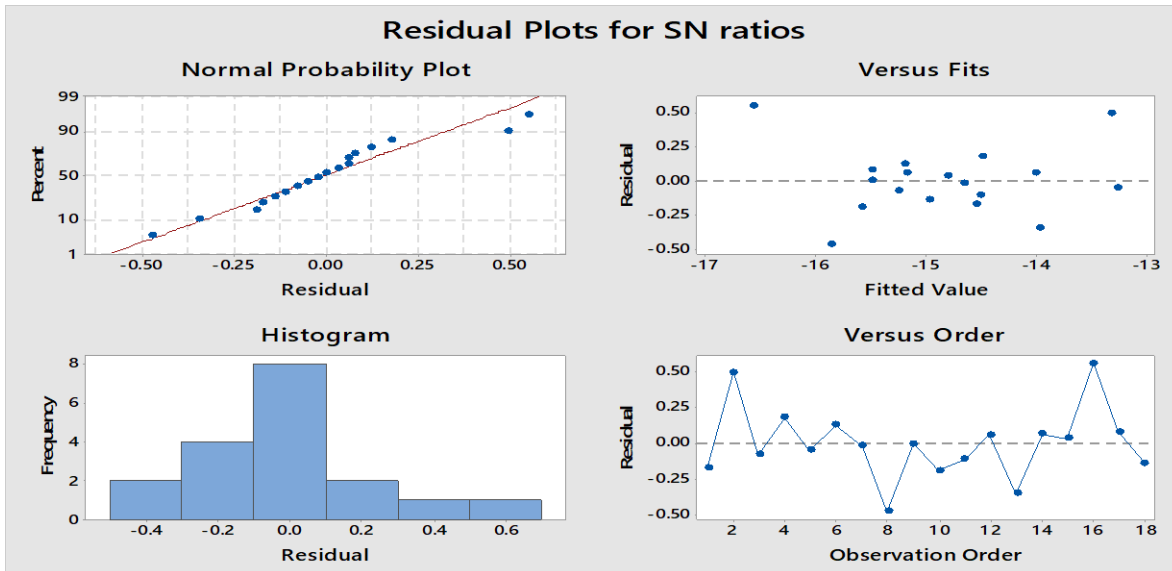 Residual Plots for SN ratios
Normal Probability Plot
99
90
50
10
1
Percent
-0.50 -0.25 0.00 0.25 0.50
Residual
Versus Fits
0.50
0.25
0.00
-0.25
-0.50
Residual
-17 -16 -15 -14 -13
Fitted Value
Histogram
8
6
4
2
0
Frequency
-0.4 -0.2 0.0 0.2 0.4 0.6
Residual
Versus Order
0.50
0.25
0.00
-0.25
-0.50
Residual
2 4 6 8 10 12 14 16 18
Observation Order